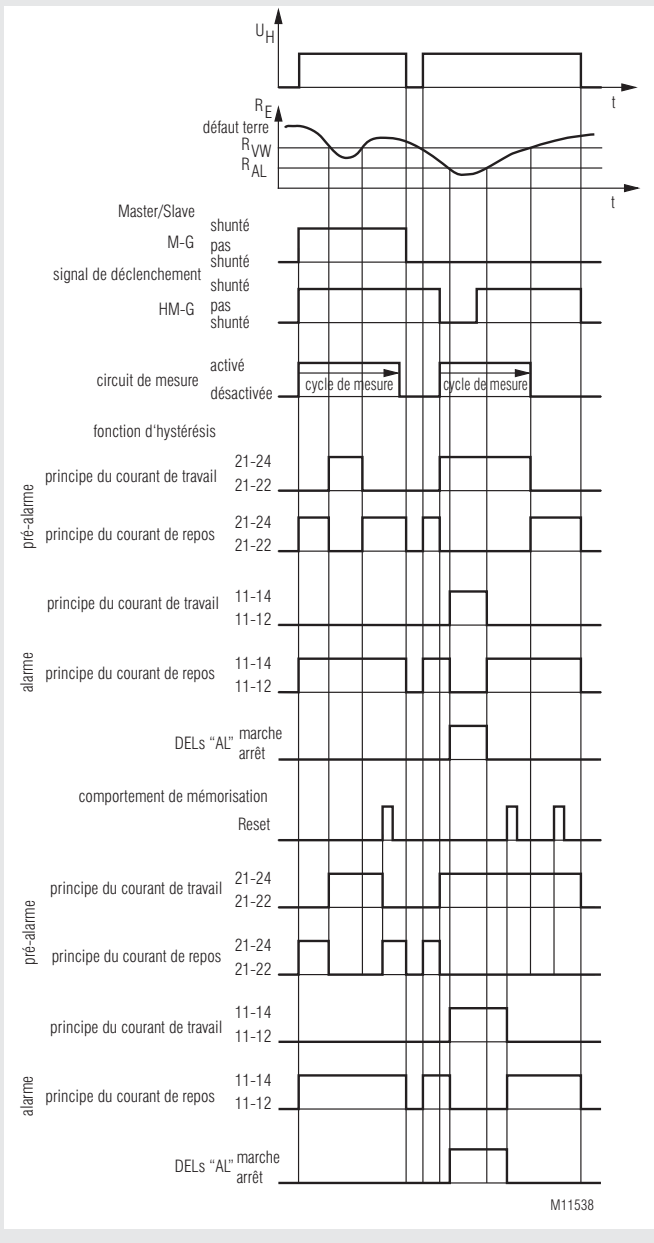 UH
t
RE
défaut terre
RVW
RAL
t
Master/Slave
shunté
M-G pas
shunté
signal de déclenchement
shunté
HM-G pas
shunté
activé
circuit de mesure
cycle de mesure cycle de mesure
désactivée
fonction d'hystérésis
pré-alarme
principe du courant de travail 21-24
21-22
principe du courant de repos 21-24
21-22
alarme
principe du courant de travail 11-14
11-12
principe du courant de repos 11-14
11-12
DELs “AL” marche
arrêt
comportement de mémorisation
Reset
pré-alarme
principe du courant de travail 21-24
21-22
principe du courant de repos 21-24
21-22
alarme
principe du courant de travail 11-14
11-12
principe du courant de repos 11-14
11-12
DELs “AL” marche
arrêt
M11538